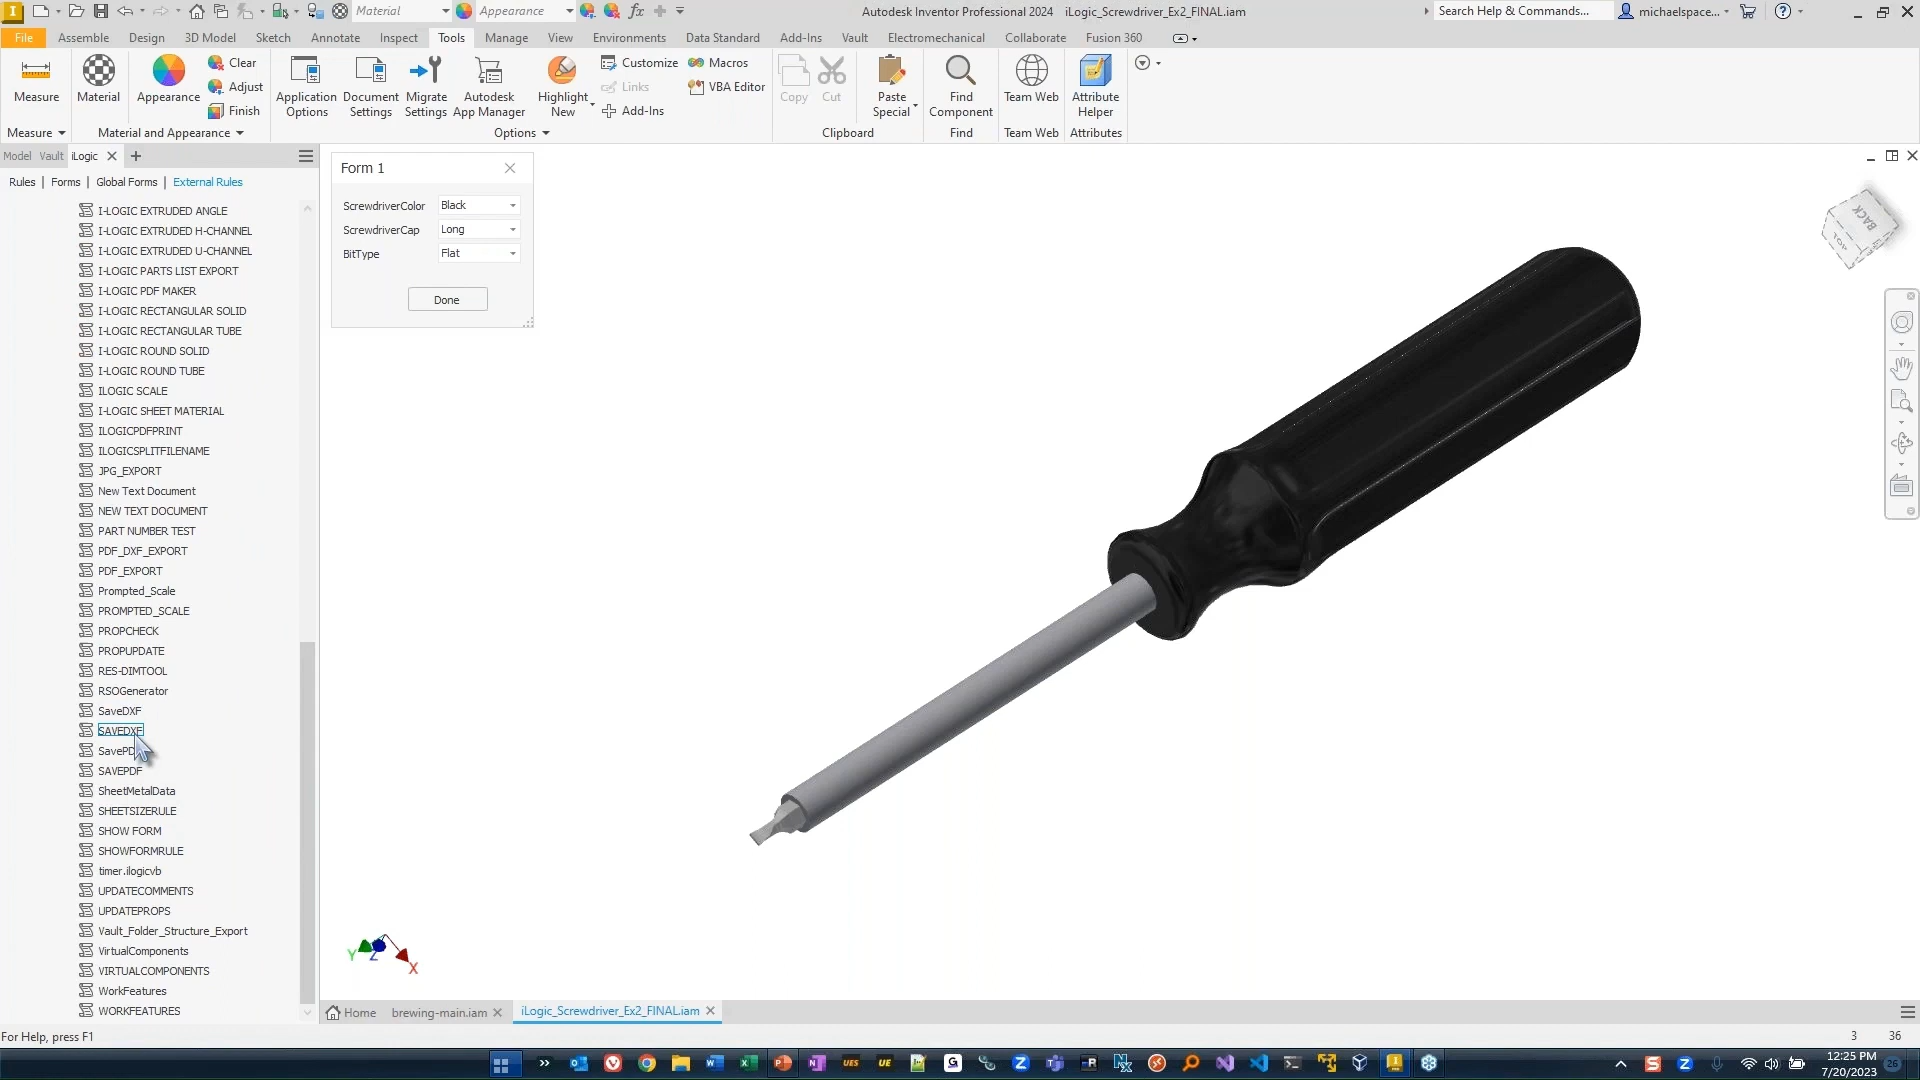 Material
Appearance
fx
Autodesk Inventor Professional 2024 iLogic_Screwdriver_Ex2_FINAL.iam
Search Help & Commands...
michaelspace...
File
Assemble
Design
3D Model
Sketch
Annotate
Inspect
Tools
Manage
View
Environments
Data Standard
Add-Ins
Vault
Electromechanical
Collaborate
Fusion 360
Measure
Material
Appearance
Clear
Adjust
Finish
Application Options
Document Settings
Migrate Settings
Autodesk App Manager
Highlight New
Customize
Links
Add-Ins
Macros
VBA Editor
Copy
Cut
Paste Special
Find Component
Team Web
Attribute Helper
Measure
Material and Appearance
Options
Clipboard
Find
Team Web
Attributes
Model
Vault
iLogic
Rules | Forms | Global Forms | External Rules
I-LOGIC EXTRUDED ANGLE
I-LOGIC EXTRUDED H-CHANNEL
I-LOGIC EXTRUDED U-CHANNEL
I-LOGIC PARTS LIST EXPORT
I-LOGIC PDF MAKER
I-LOGIC RECTANGULAR SOLID
I-LOGIC RECTANGULAR TUBE
I-LOGIC ROUND SOLID
I-LOGIC ROUND TUBE
ILOGIC SCALE
I-LOGIC SHEET MATERIAL
ILOGICPDFPRINT
ILOGICSPLITFILENAME
JPG_EXPORT
New Text Document
NEW TEXT DOCUMENT
PART NUMBER TEST
PDF_DXF_EXPORT
PDF_EXPORT
Prompted_Scale
PROMPTED_SCALE
PROPCHECK
PROPUPDATE
RES-DIMTOOL
RSOGenerator
SaveDXF
SAVEDXF
SavePD
SAVEPDF
SheetMetalData
SHEETSIZERULE
SHOW FORM
SHOWFORMRULE
timer.ilogicvb
UPDATECOMMENTS
UPDATEPROPS
Vault_Folder_Structure_Export
VirtualComponents
VIRTUALCOMPONENTS
WorkFeatures
WORKFEATURES
Form 1
ScrewdriverColor Black
ScrewdriverCap Long
BitType Flat
Done
BACK
Y
Z
X
Home
brewing-main.iam
iLogic_Screwdriver_Ex2_FINAL.iam
For Help, press F1
3
36
12:25 PM
7/20/2023